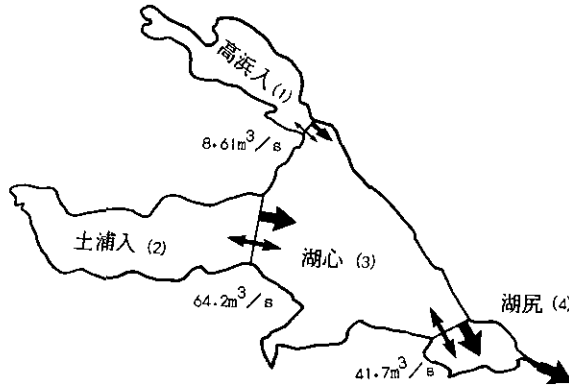 高浜入 (1)
8.61m³/s
土浦入 (2)
湖心 (3)
64.2m³/s
湖尻 (4)
41.7m³/s